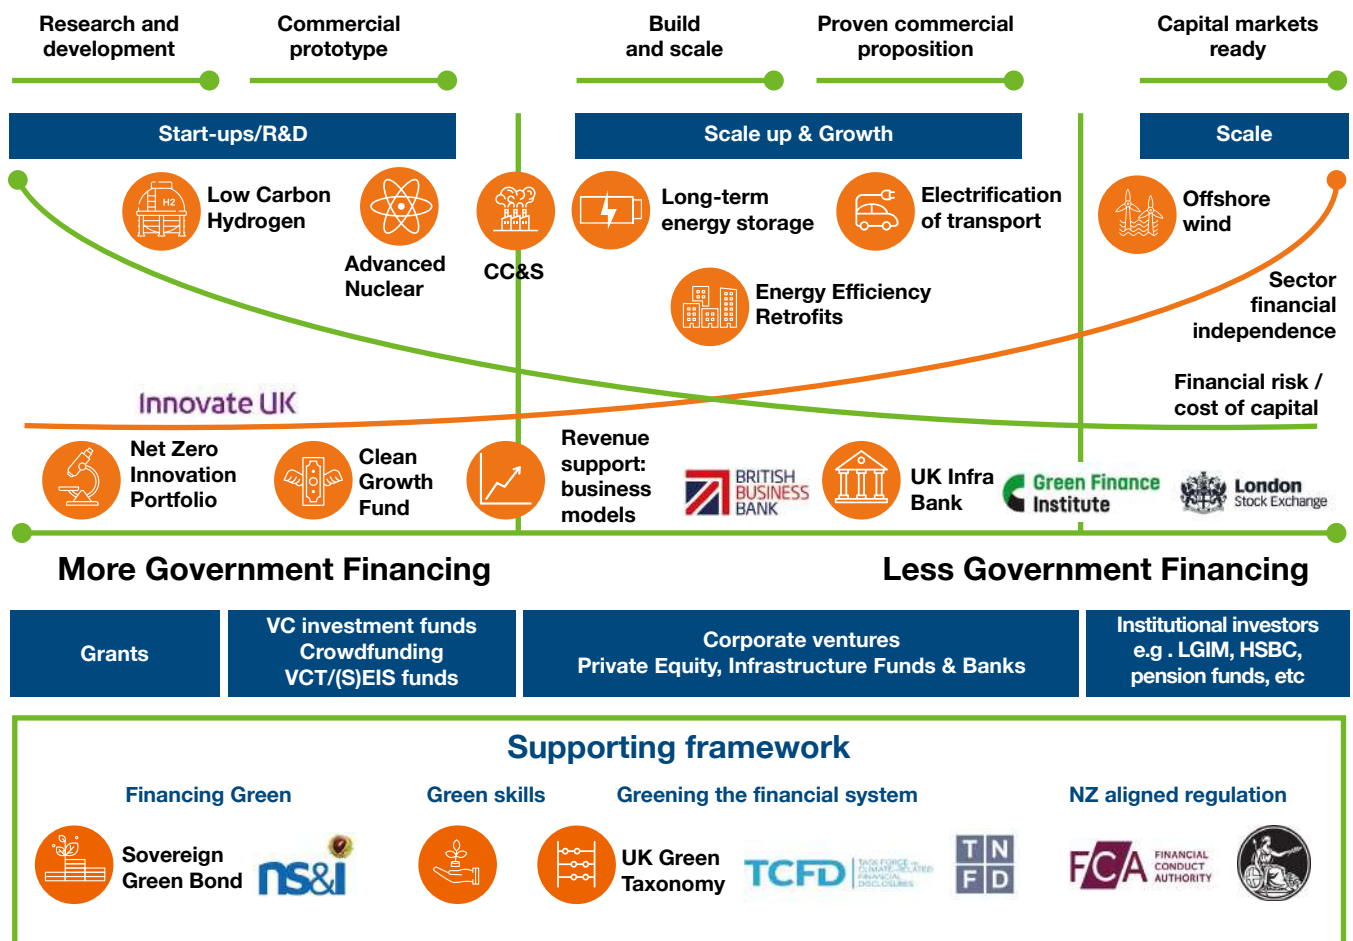 Research and
development
Commercial
prototype
Build
and scale
Proven commercial
proposition
Capital markets
ready
Start-ups/R&D
Scale up & Growth
Scale
H2
Low Carbon
Hydrogen
Advanced
Nuclear
CC&S
Long-term
energy storage
Electrification
of transport
Offshore
wind
Energy Efficiency
Retrofits
Sector
financial
independence
Financial risk /
cost of capital
Innovate UK
Net Zero
Innovation
Portfolio
Clean
Growth
Fund
Revenue
support:
business
models
BRITISH
BUSINESS
BANK
UK Infra
Bank
Green Finance
Institute
London
Stock Exchange
More Government Financing
Less Government Financing
Grants
VC investment funds
Crowdfunding
VCT/(S)EIS funds
Corporate ventures
Private Equity, Infrastructure Funds & Banks
Institutional investors
e.g . LGIM, HSBC,
pension funds, etc
Supporting framework
Financing Green
Green skills
Greening the financial system
NZ aligned regulation
Sovereign
Green Bond
ns&i
UK Green
Taxonomy
TCFD
TASK FORCE ON
CLIMATE-RELATED
FINANCIAL
DISCLOSURES
TN
FD
FCA
FINANCIAL
CONDUCT
AUTHORITY